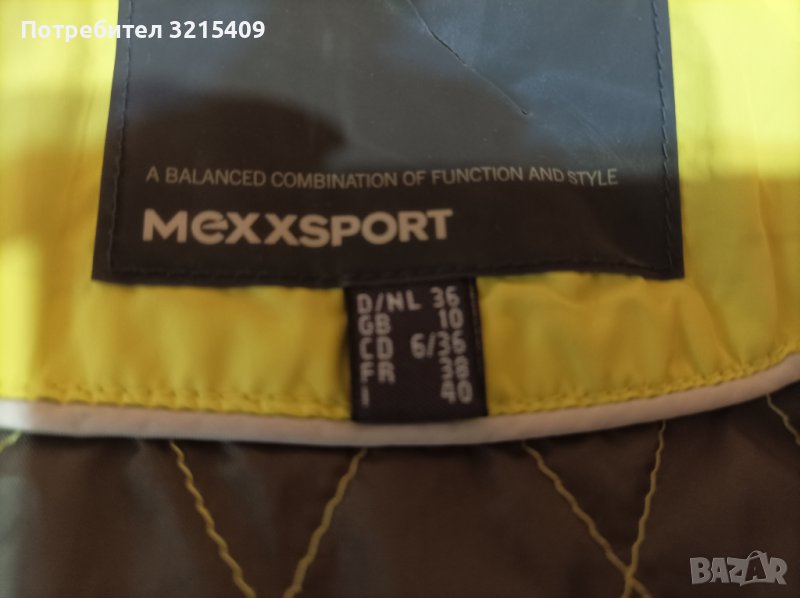 Потребител 3215409
A BALANCED COMBINATION OF FUNCTION AND STYLE
MEXXSPORT
D/NL 36
GB 10
CD 6/36
FR 38
I 40
BAZAR